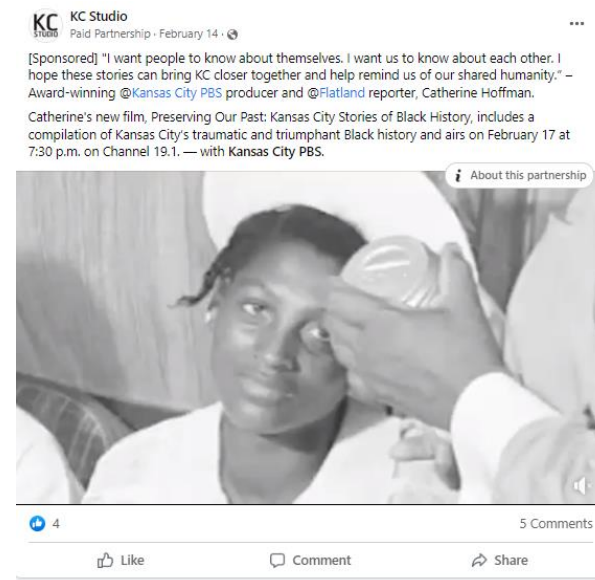 KC
STUDIO
KC Studio
Paid Partnership · February 14 ·
[Sponsored] "I want people to know about themselves. I want us to know about each other. I
hope these stories can bring KC closer together and help remind us of our shared humanity." –
Award-winning @Kansas City PBS producer and @Flatland reporter, Catherine Hoffman.
Catherine's new film, Preserving Our Past: Kansas City Stories of Black History, includes a
compilation of Kansas City's traumatic and triumphant Black history and airs on February 17 at
7:30 p.m. on Channel 19.1. — with Kansas City PBS.
i About this partnership
4
5 Comments
Like
Comment
Share